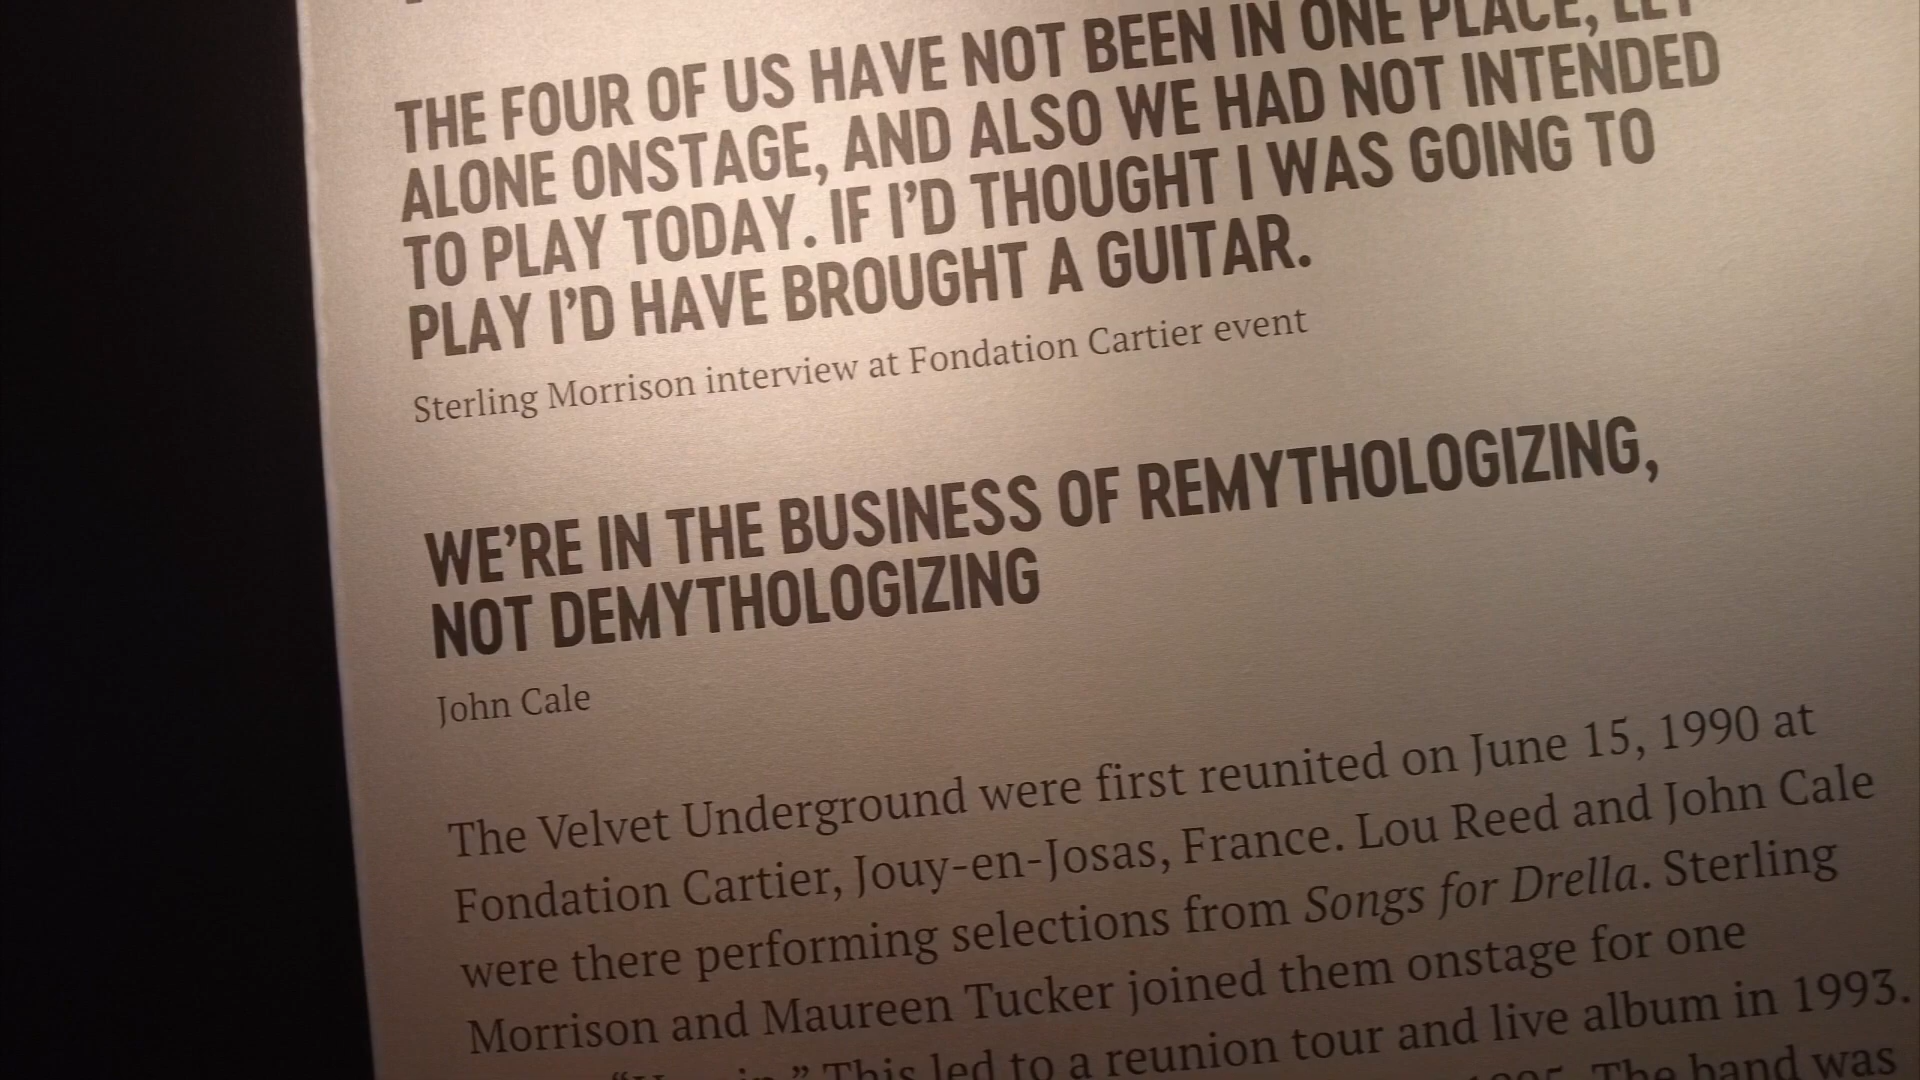 THE FOUR OF US HAVE NOT BEEN IN ONE PLACE, LET
ALONE ONSTAGE, AND ALSO WE HAD NOT INTENDED
TO PLAY TODAY. IF I’D THOUGHT I WAS GOING TO
PLAY I’D HAVE BROUGHT A GUITAR.
Sterling Morrison interview at Fondation Cartier event
WE’RE IN THE BUSINESS OF REMYTHOLOGIZING,
NOT DEMYTHOLOGIZING
John Cale
The Velvet Underground were first reunited on June 15, 1990 at
Fondation Cartier, Jouy-en-Josas, France. Lou Reed and John Cale
were there performing selections from Songs for Drella. Sterling
Morrison and Maureen Tucker joined them onstage for one
This led to a reunion tour and live album in 1993.
The band was